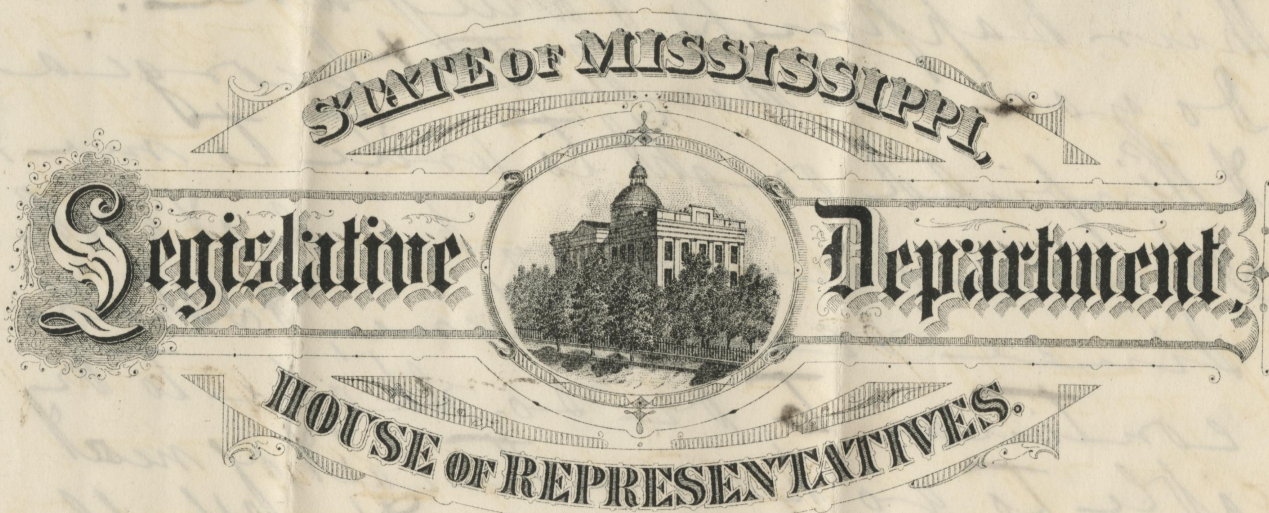 STATE OF MISSISSIPPI,
Legislative Department,
HOUSE OF REPRESENTATIVES.